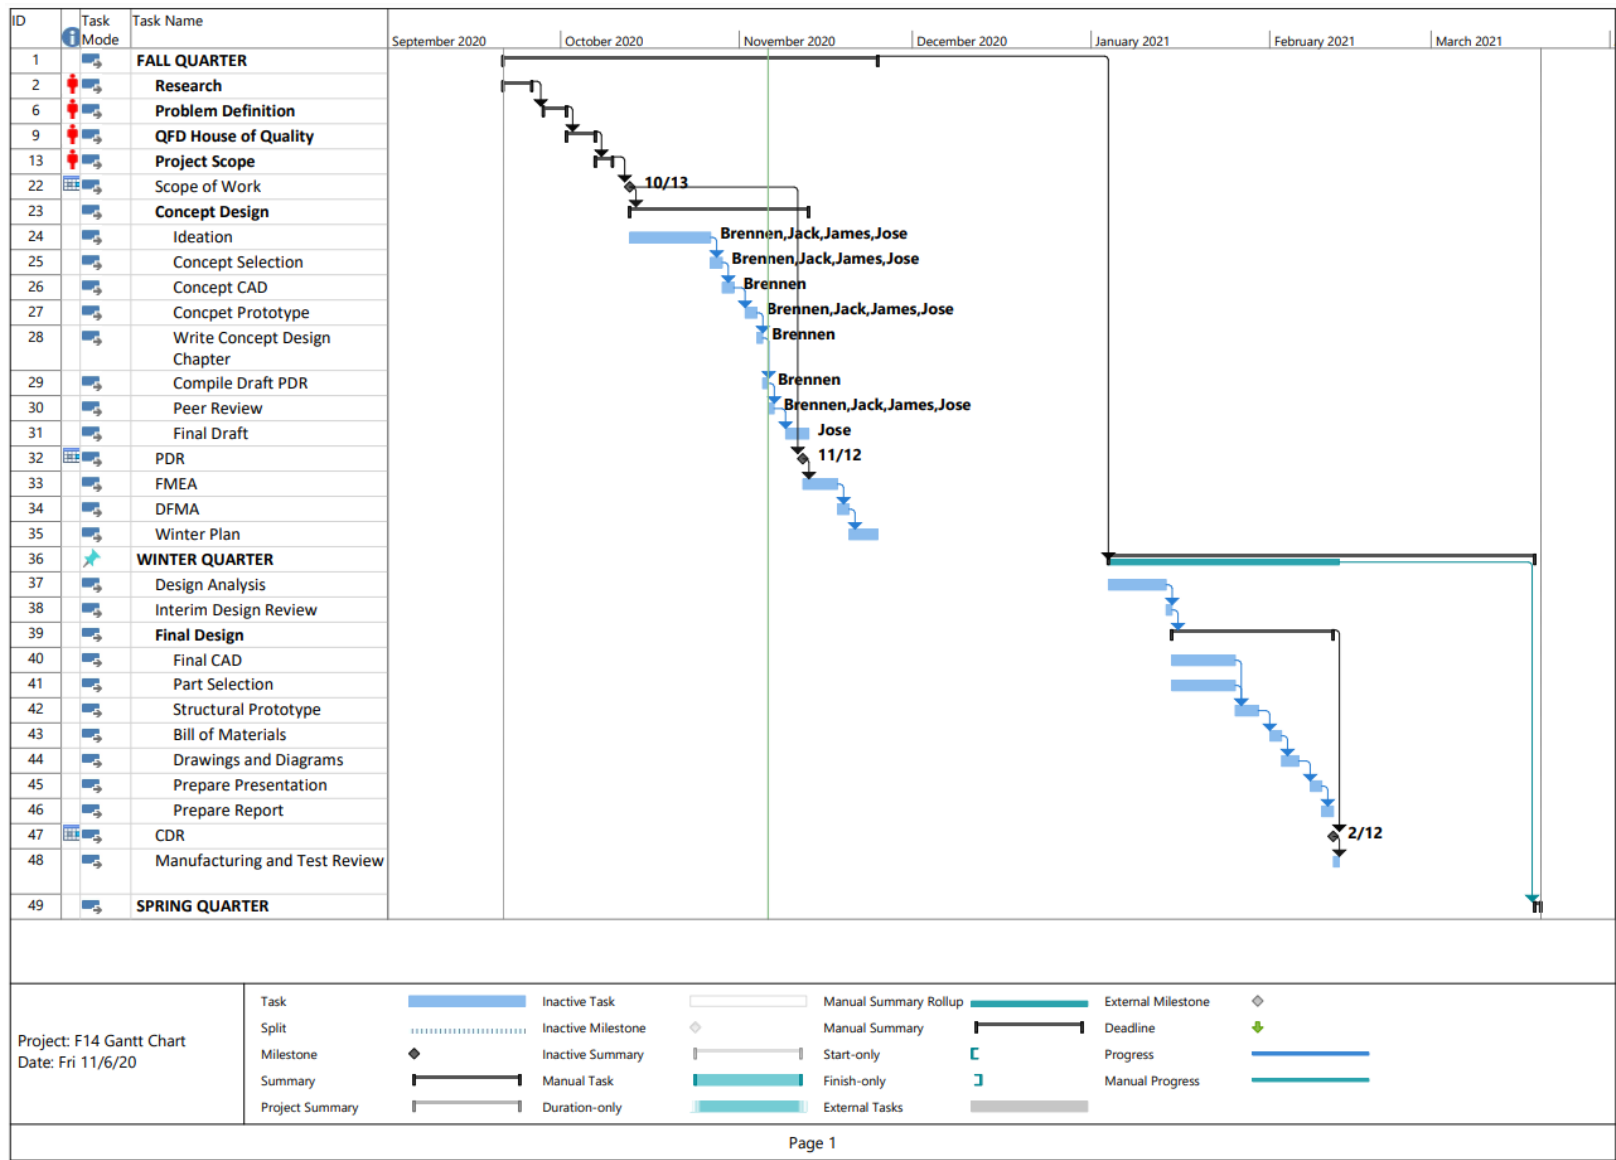 ID Task Mode Task Name
September 2020 October 2020 November 2020 December 2020 January 2021 February 2021 March 2021
1 FALL QUARTER
2 Research
6 Problem Definition
9 QFD House of Quality
13 Project Scope
22 Scope of Work 10/13
23 Concept Design
24 Ideation Brennen,Jack,James,Jose
25 Concept Selection Brennen,Jack,James,Jose
26 Concept CAD Brennen
27 Concpet Prototype Brennen,Jack,James,Jose
28 Write Concept Design Brennen
Chapter
29 Compile Draft PDR Brennen
30 Peer Review Brennen,Jack,James,Jose
31 Final Draft Jose
32 PDR 11/12
33 FMEA
34 DFMA
35 Winter Plan
36 WINTER QUARTER
37 Design Analysis
38 Interim Design Review
39 Final Design
40 Final CAD
41 Part Selection
42 Structural Prototype
43 Bill of Materials
44 Drawings and Diagrams
45 Prepare Presentation
46 Prepare Report
47 CDR 2/12
48 Manufacturing and Test Review
49 SPRING QUARTER
Project: F14 Gantt Chart
Date: Fri 11/6/20
Task Inactive Task Manual Summary Rollup External Milestone
Split Inactive Milestone Manual Summary Deadline
Milestone Inactive Summary Start-only Progress
Summary Manual Task Finish-only Manual Progress
Project Summary Duration-only External Tasks
Page 1